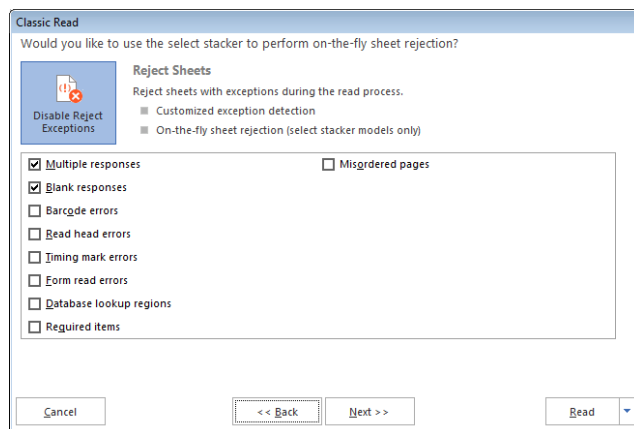 Classic Read
Would you like to use the select stacker to perform on-the-fly sheet rejection?
Disable Reject
Exceptions
Reject Sheets
Reject sheets with exceptions during the read process.
Customized exception detection
On-the-fly sheet rejection (select stacker models only)
Multiple responses
Misordered pages
Blank responses
Barcode errors
Read head errors
Timing mark errors
Form read errors
Database lookup regions
Required items
Cancel
<< Back
Next >>
Read